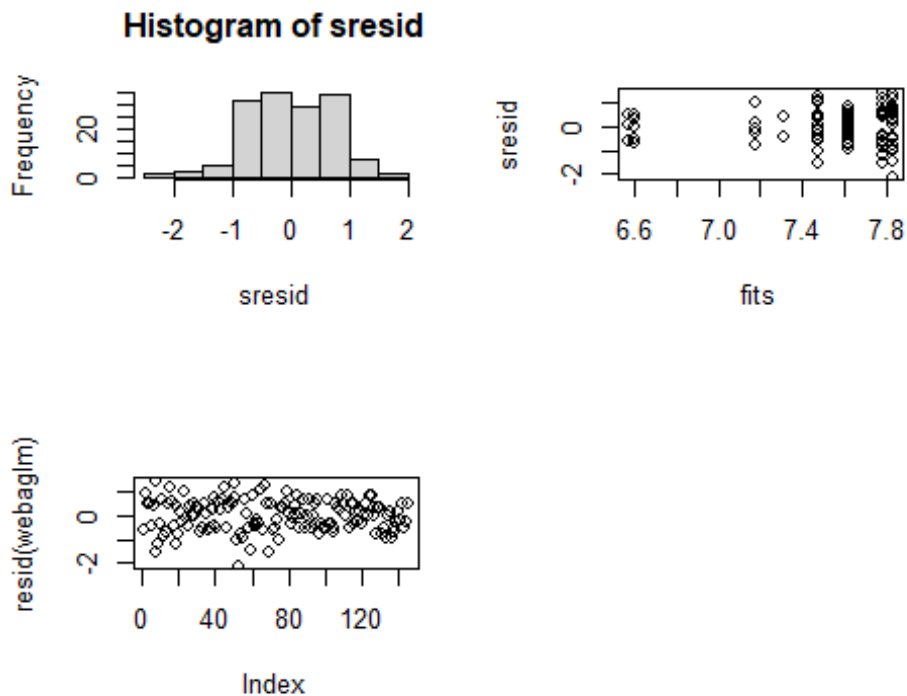 Histogram of sresid
Frequency
0
20
-2
-1
0
1
2
sresid
sresid
-2
0
6.6
7.0
7.4
7.8
fits
resid(webaglm)
-2
0
0
40
80
120
Index